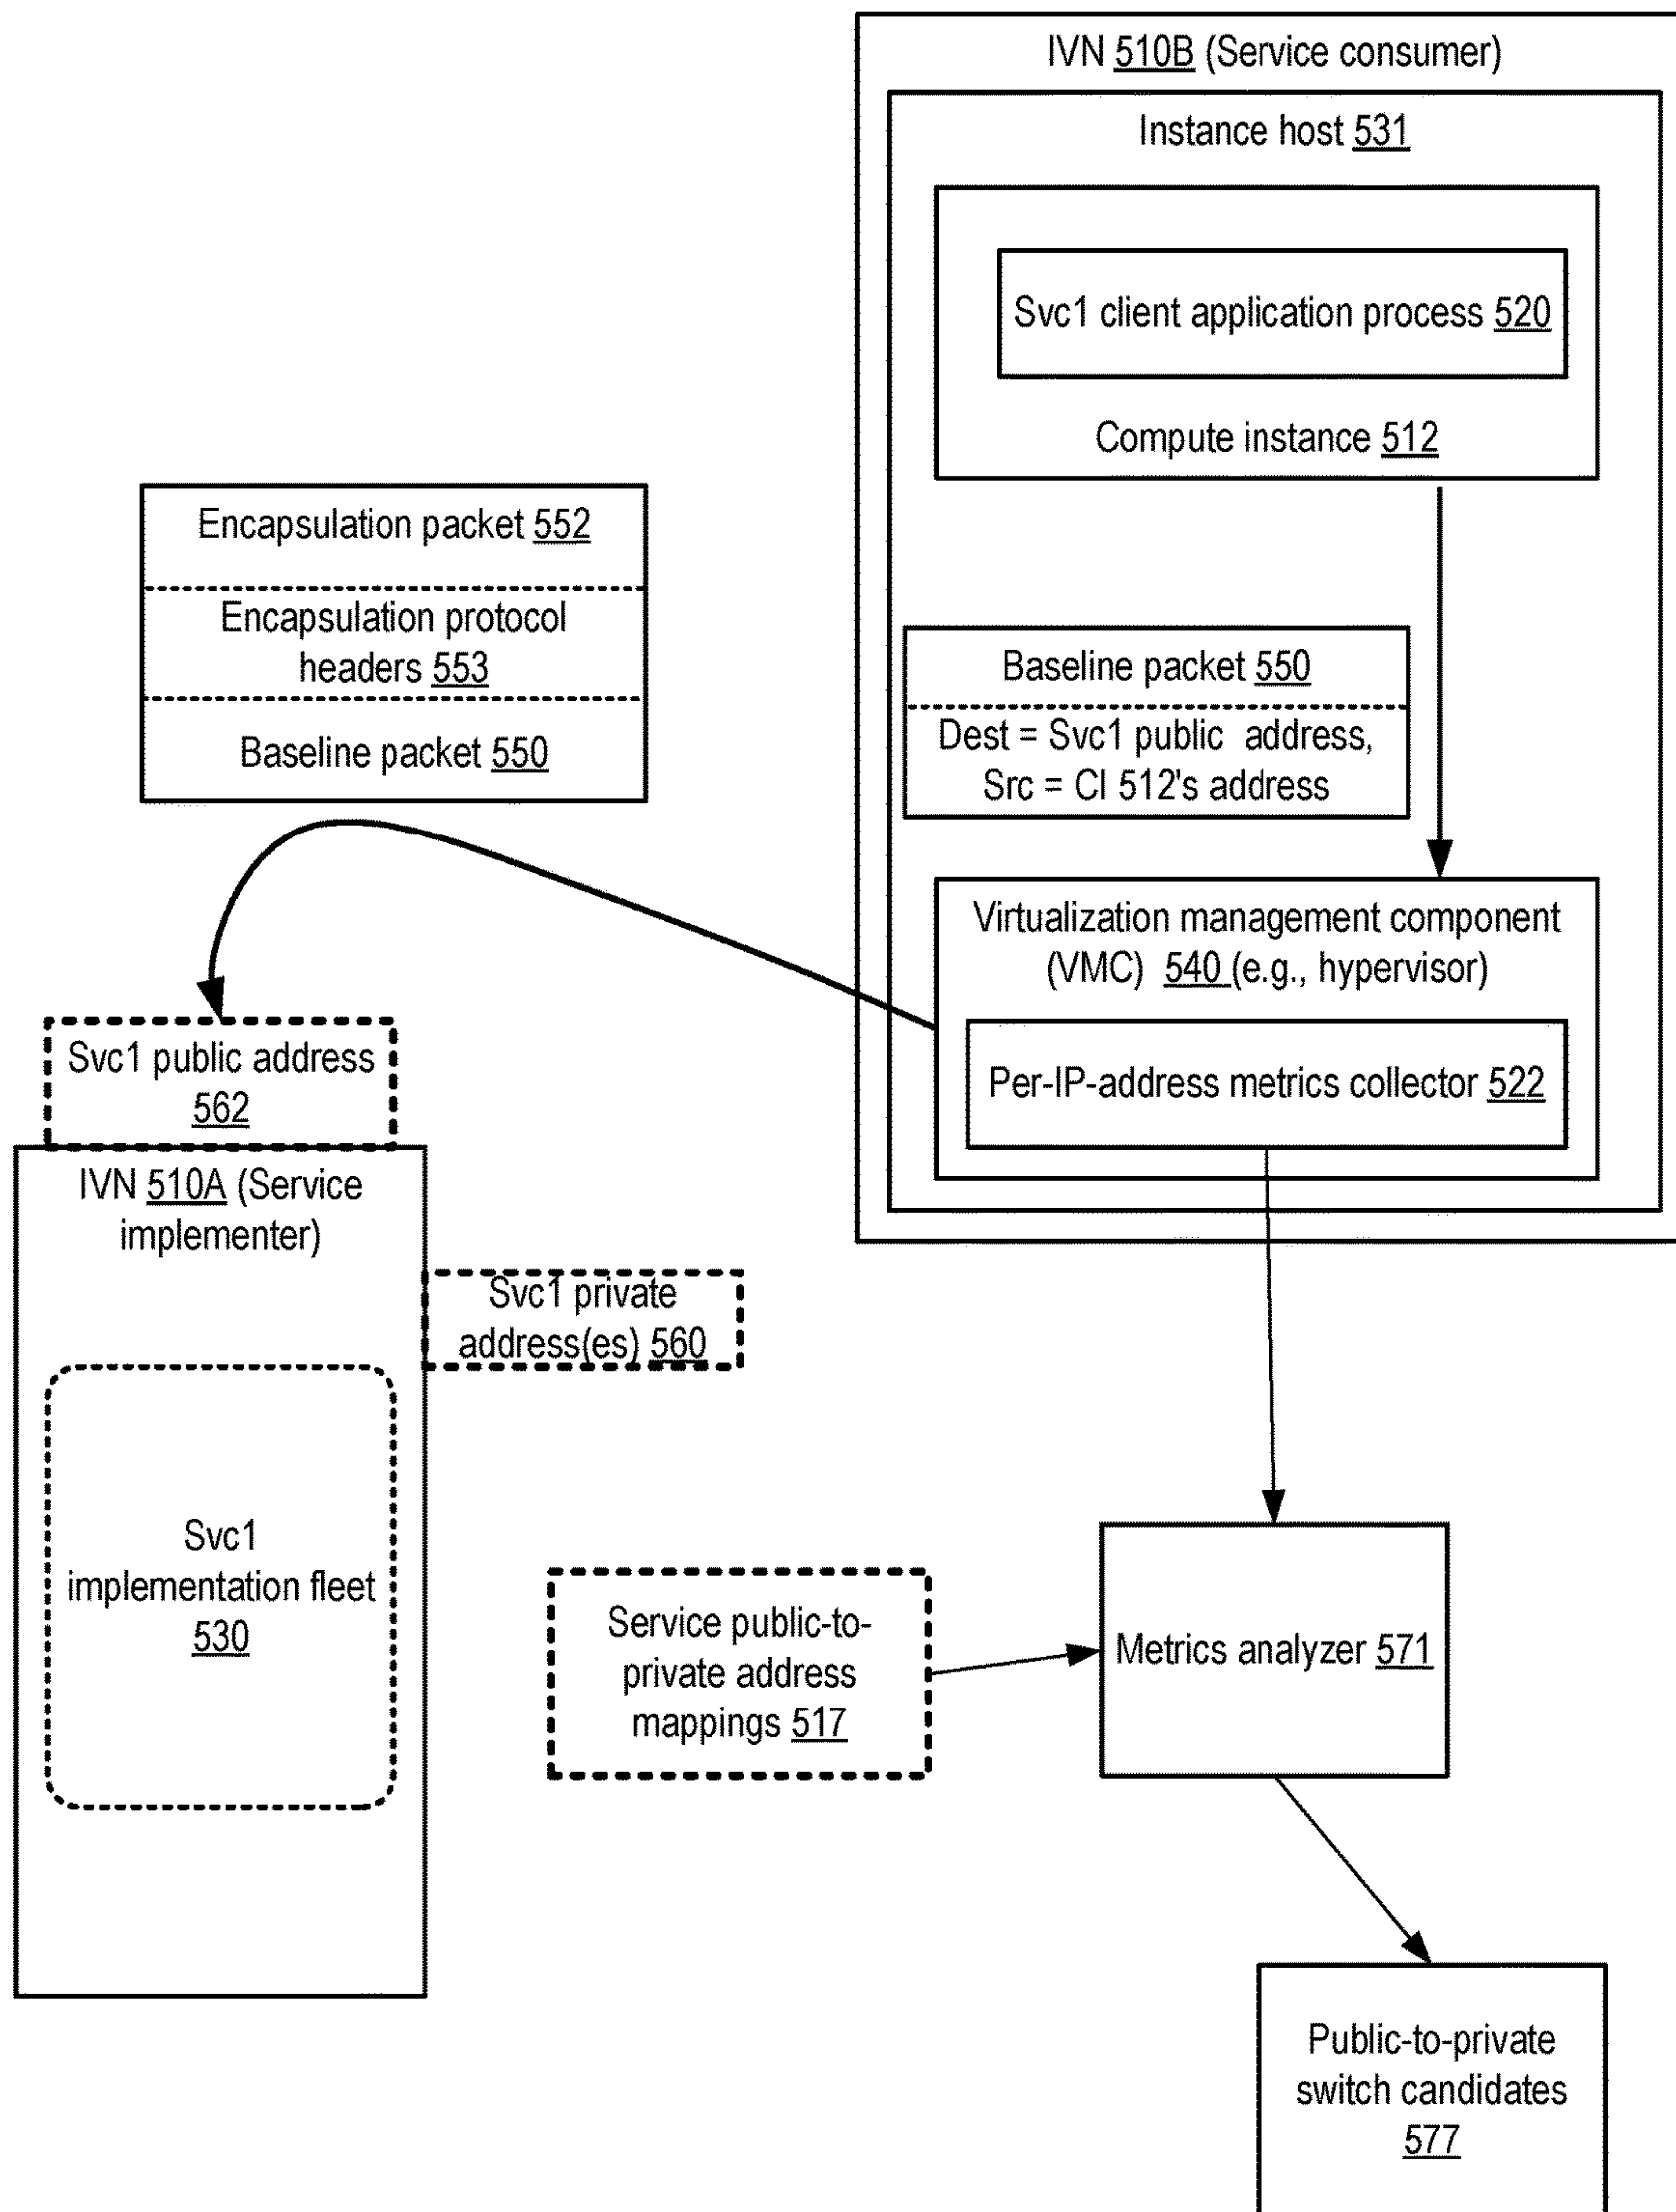 IVN 510B (Service consumer)
Instance host 531
Svc1 client application process 520
Compute instance 512
Encapsulation packet 552
Encapsulation protocol
headers 553
Baseline packet 550
Baseline packet 550
Dest = Svc1 public address,
Src = CI 512's address
Virtualization management component
(VMC) 540 (e.g., hypervisor)
Per-IP-address metrics collector 522
Svc1 public address
562
IVN 510A (Service
implementer)
Svc1 private
address(es) 560
Svc1
implementation fleet
530
Service public-to-
private address
mappings 517
Metrics analyzer 571
Public-to-private
switch candidates
577